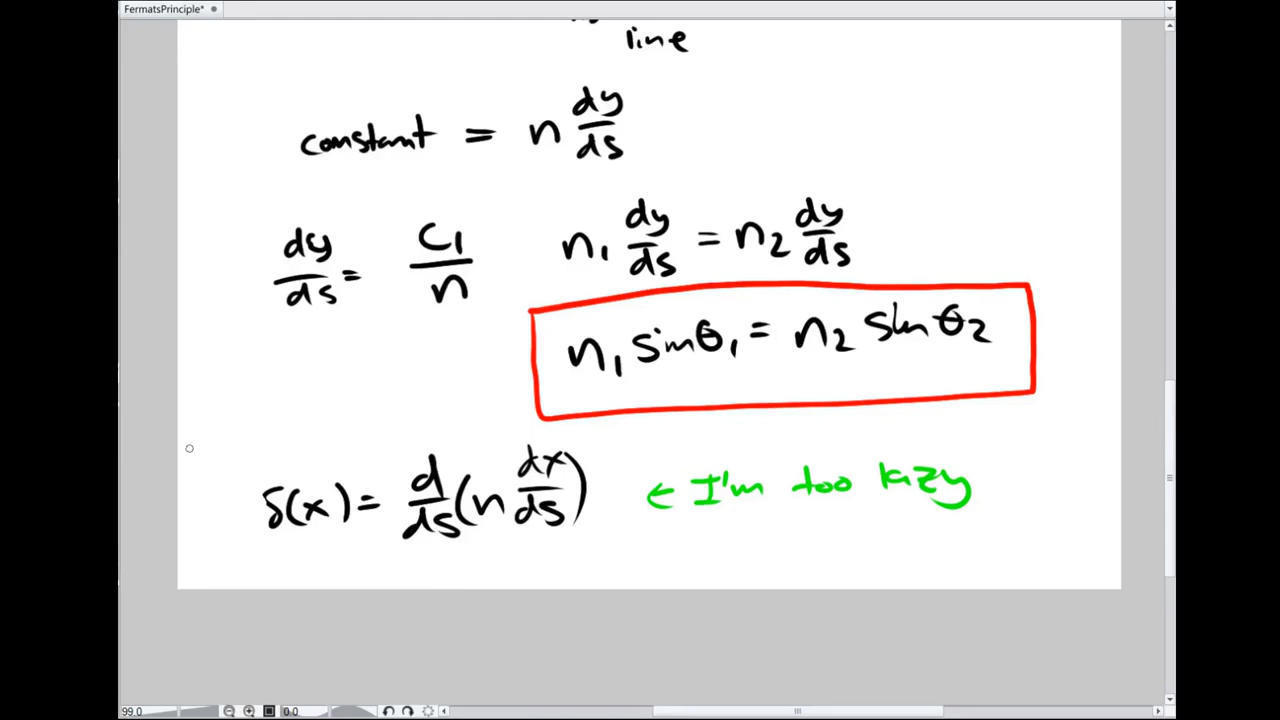 FermatsPrinciple*
line
constant = n dy/ds
dy/ds = C1/n    n1 dy/ds = n2 dy/ds
n1 sinθ1 = n2 sinθ2
δ(x) = d/ds (n dx/ds)    ← I'm too lazy
99.0    0.0